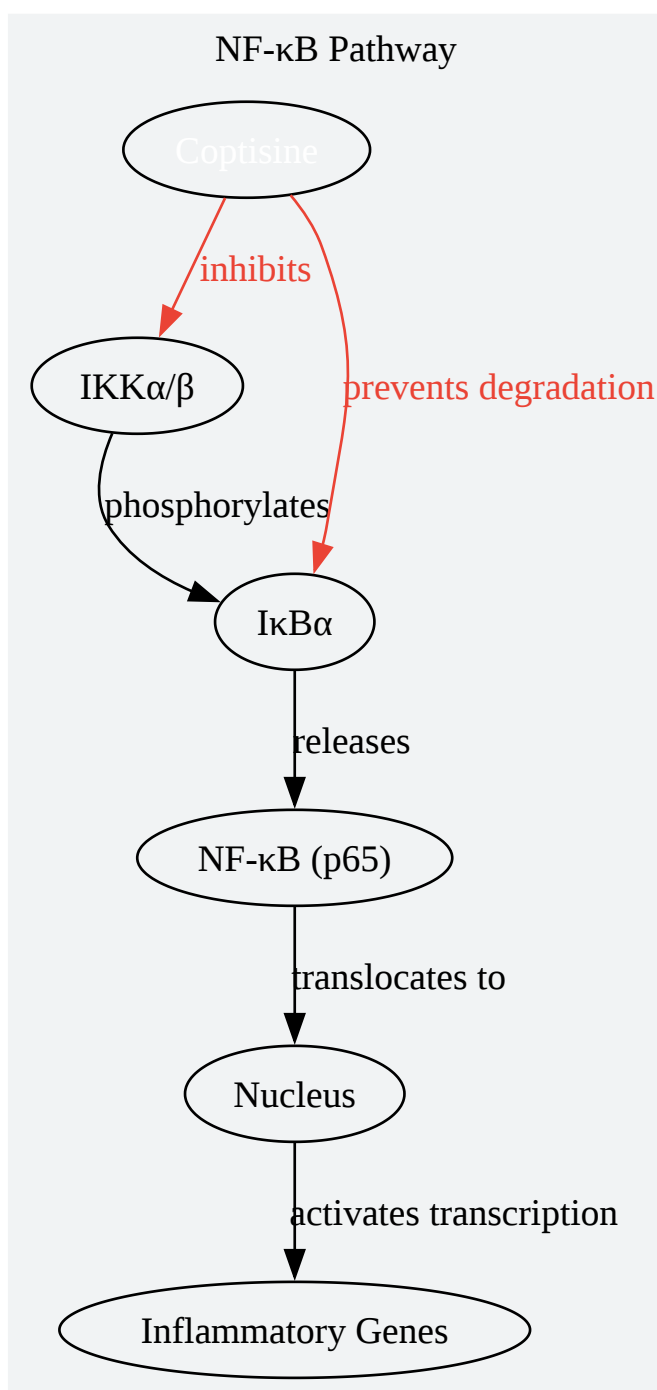 NF-κB Pathway
Coptisine
inhibits
IKKα/β
prevents degradation
phosphorylates
IκBα
releases
NF-κB (p65)
translocates to
Nucleus
activates transcription
Inflammatory Genes